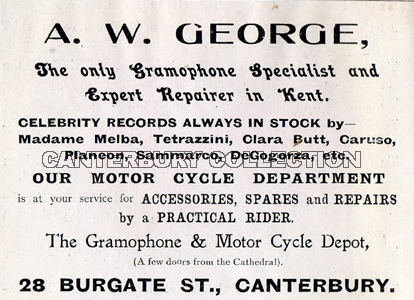 A. W. GEORGE,
The only Gramophone Specialist and
Expert Repairer in Kent.
CELEBRITY RECORDS ALWAYS IN STOCK by—
Madame Melba, Tetrazzini, Clara Butt, Caruso,
Plancon, Sammarco, DeGogorza, etc.
CANTERBURY COLLECTION
OUR MOTOR CYCLE DEPARTMENT
is at your service for ACCESSORIES, SPARES and REPAIRS
by a PRACTICAL RIDER.
The Gramophone & Motor Cycle Depot,
(A few doors from the Cathedral).
28 BURGATE ST., CANTERBURY.